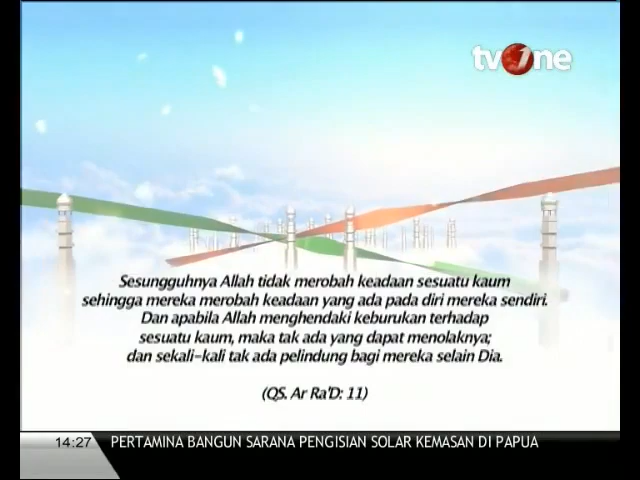 tvOne
Sesungguhnya Allah tidak merobah keadaan sesuatu kaum
sehingga mereka merobah keadaan yang ada pada diri mereka sendiri.
Dan apabila Allah menghendaki keburukan terhadap
sesuatu kaum, maka tak ada yang dapat menolaknya;
dan sekali-kali tak ada pelindung bagi mereka selain Dia.
(QS. Ar Ra'D: 11)
14:27 PERTAMINA BANGUN SARANA PENGISIAN SOLAR KEMASAN DI PAPUA